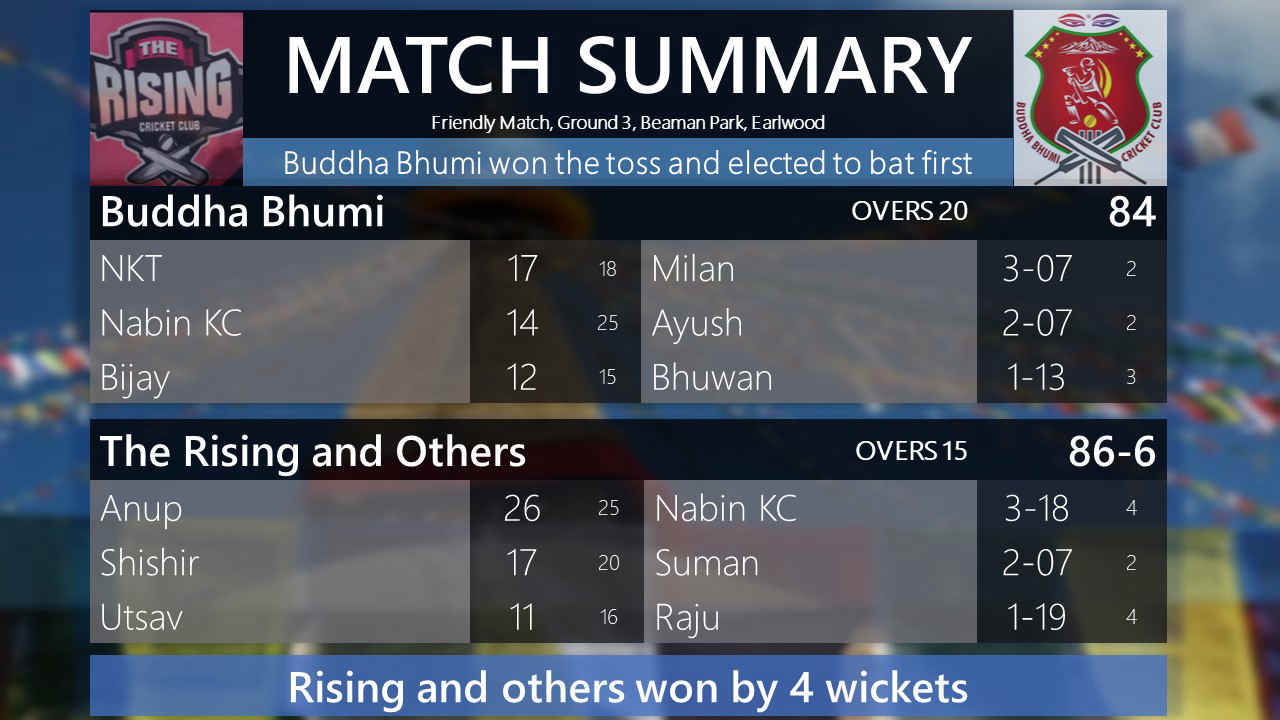 THE
RISING
CRICKET CLUB
MATCH SUMMARY
Friendly Match, Ground 3, Beaman Park, Earlwood
Buddha Bhumi won the toss and elected to bat first
BUDDHA BHUMI CRICKET CLUB
Buddha Bhumi OVERS 20 84
NKT 17 18 Milan 3-07 2
Nabin KC 14 25 Ayush 2-07 2
Bijay 12 15 Bhuwan 1-13 3
The Rising and Others OVERS 15 86-6
Anup 26 25 Nabin KC 3-18 4
Shishir 17 20 Suman 2-07 2
Utsav 11 16 Raju 1-19 4
Rising and others won by 4 wickets